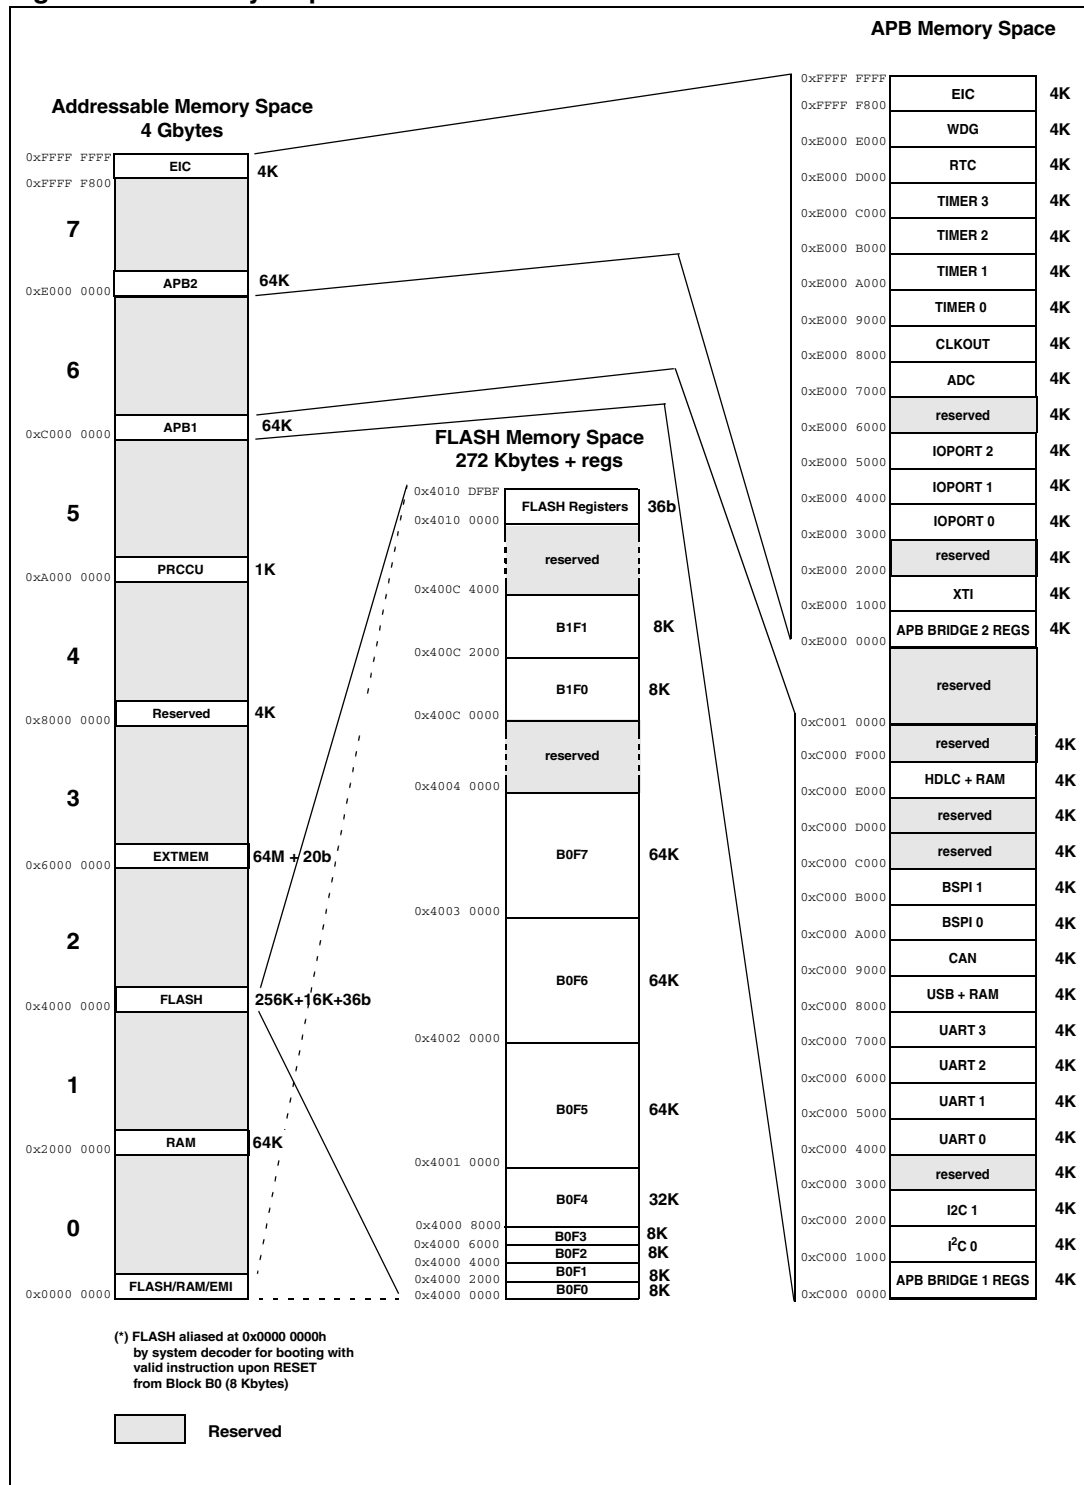 APB Memory Space
Addressable Memory Space
4 Gbytes
0xFFFF FFFF
EIC
4K
0xFFFF F800
7
APB2
64K
0xE000 0000
6
APB1
64K
0xC000 0000
5
PRCCU
1K
0xA000 0000
4
Reserved
4K
0x8000 0000
3
EXTMEM
64M + 20b
0x6000 0000
2
FLASH
256K+16K+36b
0x4000 0000
1
RAM
64K
0x2000 0000
0
FLASH/RAM/EMI
0x0000 0000
FLASH Memory Space
272 Kbytes + regs
0x4010 DFBF
FLASH Registers
36b
0x4010 0000
reserved
0x400C 4000
B1F1
8K
0x400C 2000
B1F0
8K
0x400C 0000
reserved
0x4004 0000
B0F7
64K
0x4003 0000
B0F6
64K
0x4002 0000
B0F5
64K
0x4001 0000
B0F4
32K
0x4000 8000
B0F3
8K
0x4000 6000
B0F2
8K
0x4000 4000
B0F1
8K
0x4000 2000
B0F0
8K
0x4000 0000
0xFFFF FFFF
EIC
4K
0xFFFF F800
WDG
4K
0xE000 E000
RTC
4K
0xE000 D000
TIMER 3
4K
0xE000 C000
TIMER 2
4K
0xE000 B000
TIMER 1
4K
0xE000 A000
TIMER 0
4K
0xE000 9000
CLKOUT
4K
0xE000 8000
ADC
4K
0xE000 7000
reserved
4K
0xE000 6000
IOPORT 2
4K
0xE000 5000
IOPORT 1
4K
0xE000 4000
IOPORT 0
4K
0xE000 3000
reserved
4K
0xE000 2000
XTI
4K
0xE000 1000
APB BRIDGE 2 REGS
4K
0xE000 0000
reserved
0xC001 0000
reserved
4K
0xC000 F000
HDLC + RAM
4K
0xC000 E000
reserved
4K
0xC000 D000
reserved
4K
0xC000 C000
BSPI 1
4K
0xC000 B000
BSPI 0
4K
0xC000 A000
CAN
4K
0xC000 9000
USB + RAM
4K
0xC000 8000
UART 3
4K
0xC000 7000
UART 2
4K
0xC000 6000
UART 1
4K
0xC000 5000
UART 0
4K
0xC000 4000
reserved
4K
0xC000 3000
I2C 1
4K
0xC000 2000
I²C 0
4K
0xC000 1000
APB BRIDGE 1 REGS
4K
0xC000 0000
(*) FLASH aliased at 0x0000 0000h
by system decoder for booting with
valid instruction upon RESET
from Block B0 (8 Kbytes)
Reserved